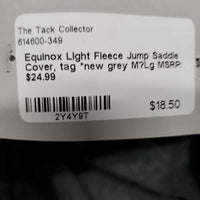 The Tack Collector
614600-349
Equinox Light Fleece Jump Saddle
Cover, tag *new grey M?Lg MSRP:
$24.99
$18.50
2Y4Y9T